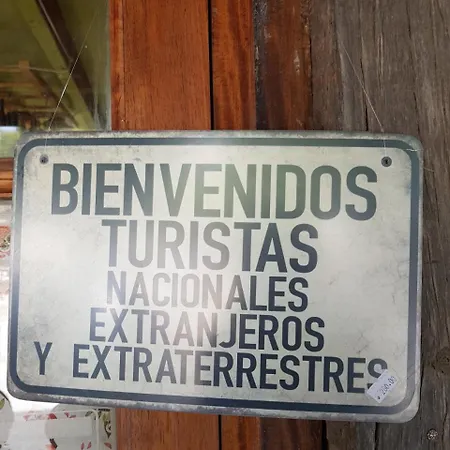 BIENVENIDOS
TURISTAS
NACIONALES
EXTRANJEROS
Y EXTRATERRESTRES